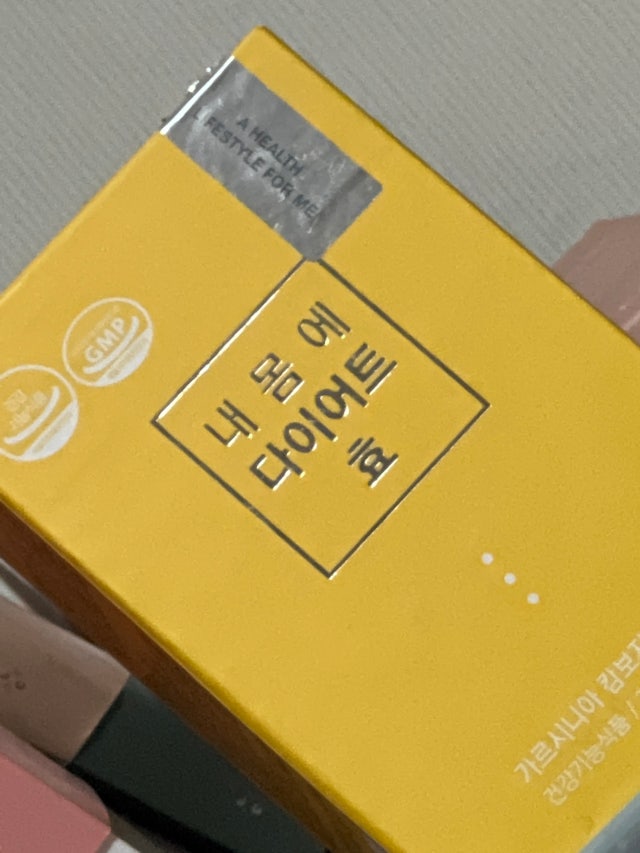 A HEALTH
LIFESTYLE FOR ME
내 몸 에
다이어트
효
GMP
가르시니아 캄보지
건강기능식품 /